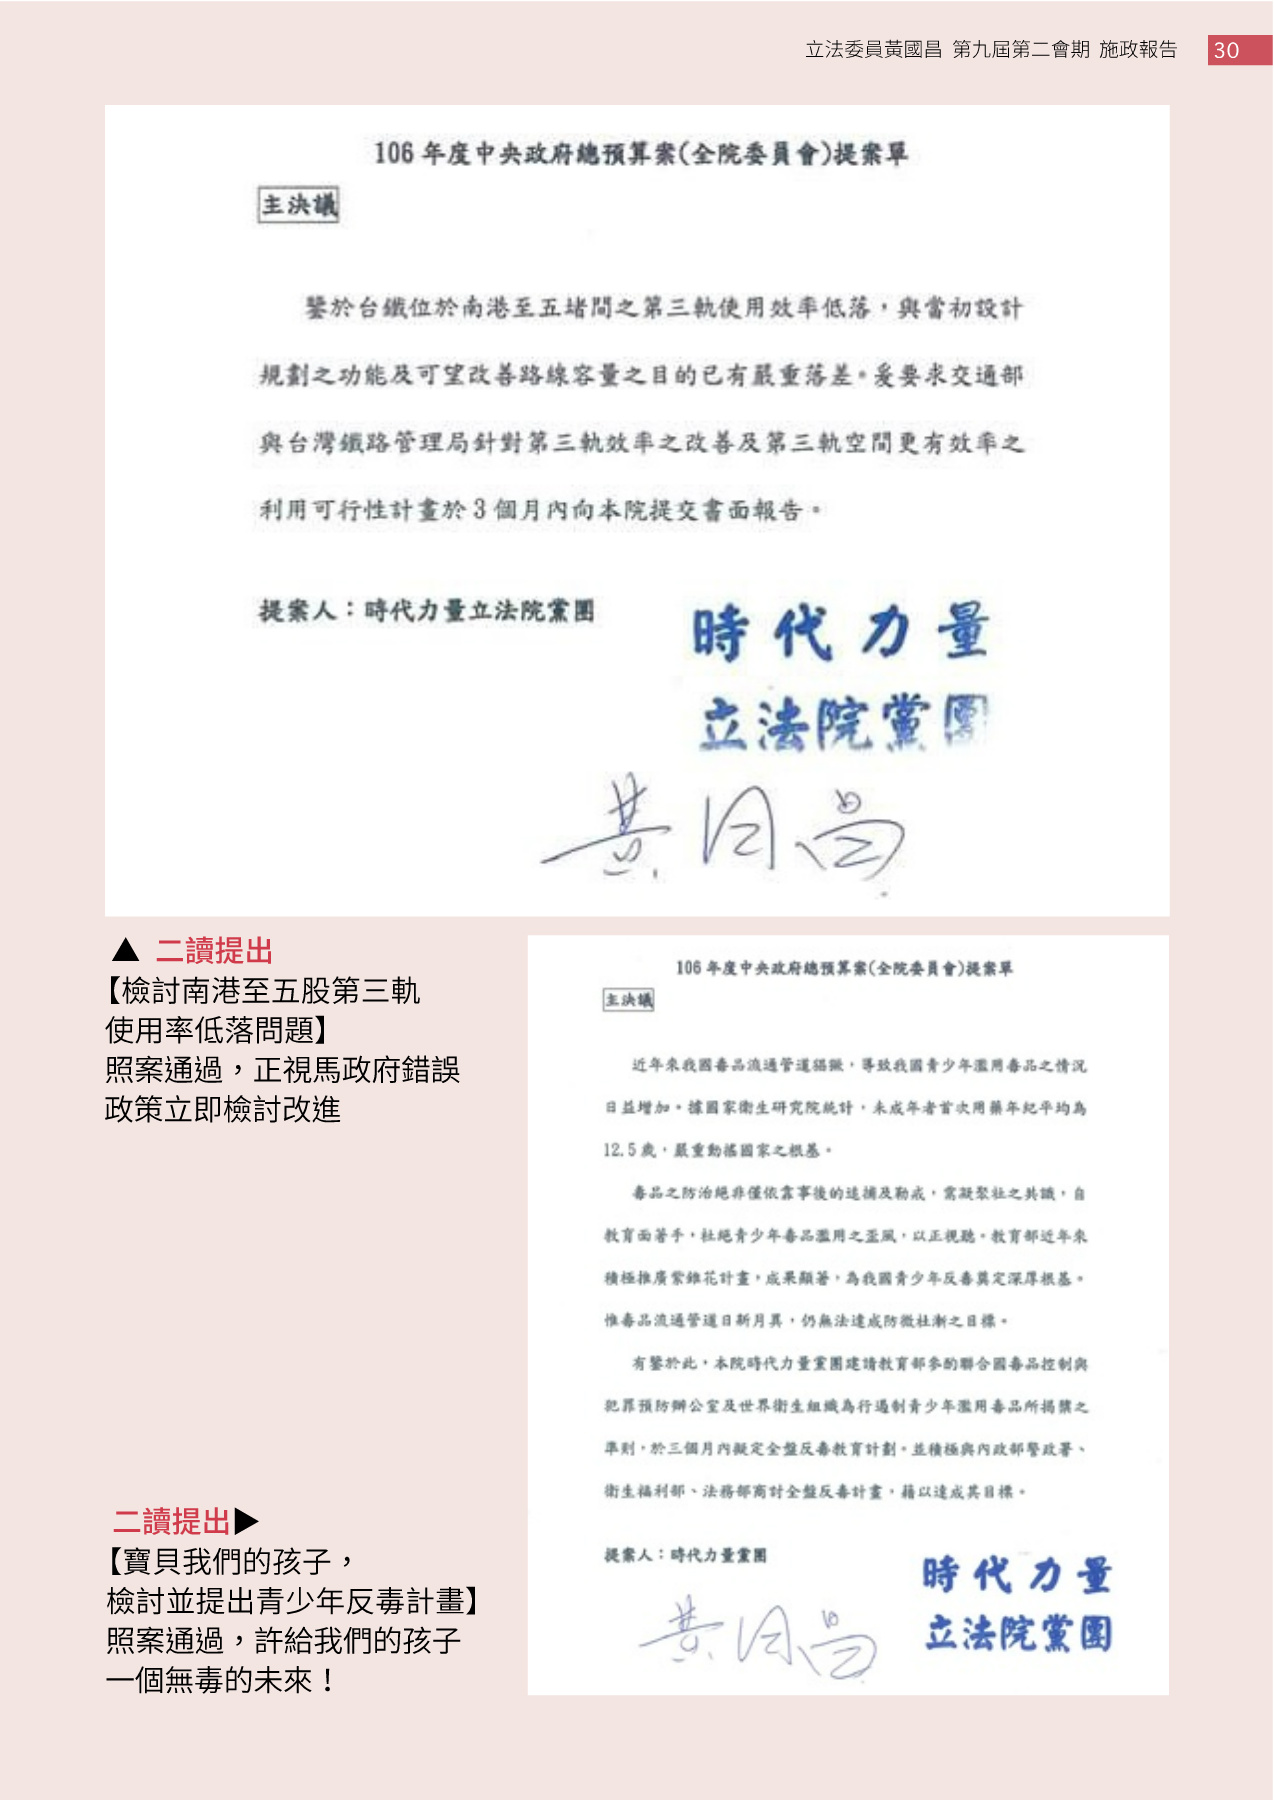 立法委員黃國昌 第九屆第二會期 施政報告 30
106 年度中央政府總預算案(全院委員會)提案單
主決議
鑒於台鐵位於南港至五堵間之第三軌使用效率低落，與當初設計
規劃之功能及可望改善路線容量之目的已有嚴重落差。爰要求交通部
與台灣鐵路管理局針對第三軌效率之改善及第三軌空間更有效率之
利用可行性計畫於 3 個月內向本院提交書面報告。
提案人：時代力量立法院黨團
時代力量
立法院黨團
黃国昌
▲ 二讀提出
【檢討南港至五股第三軌
使用率低落問題】
照案通過，正視馬政府錯誤
政策立即檢討改進
106 年度中央政府總預算案(全院委員會)提案單
主決議
近年來我國毒品流通管道猖獗，導致我國青少年濫用毒品之情況
日益增加。據國家衛生研究院統計，未成年者首次用藥年紀平均為
12.5 歲，嚴重動搖國家之根基。
毒品之防治絕非僅依靠事後的逮捕及勒戒，需凝聚社之共識，自
教育面著手，杜絕青少年毒品濫用之歪風，以正視聽。教育部近年來
積極推廣紫錐花計畫，成果顯著，為我國青少年反毒奠定深厚根基。
惟毒品流通管道日新月異，仍無法達成防微杜漸之目標。
有鑒於此，本院時代力量黨團建請教育部參酌聯合國毒品控制與
犯罪預防辦公室及世界衛生組織為行遏制青少年濫用毒品所揭櫫之
準則，於三個月內擬定全盤反毒教育計劃。並積極與內政部警政署、
衛生福利部、法務部商討全盤反毒計畫，藉以達成其目標。
提案人：時代力量黨團
時代力量
立法院黨團
黃国昌
二讀提出▶
【寶貝我們的孩子，
檢討並提出青少年反毒計畫】
照案通過，許給我們的孩子
一個無毒的未來！